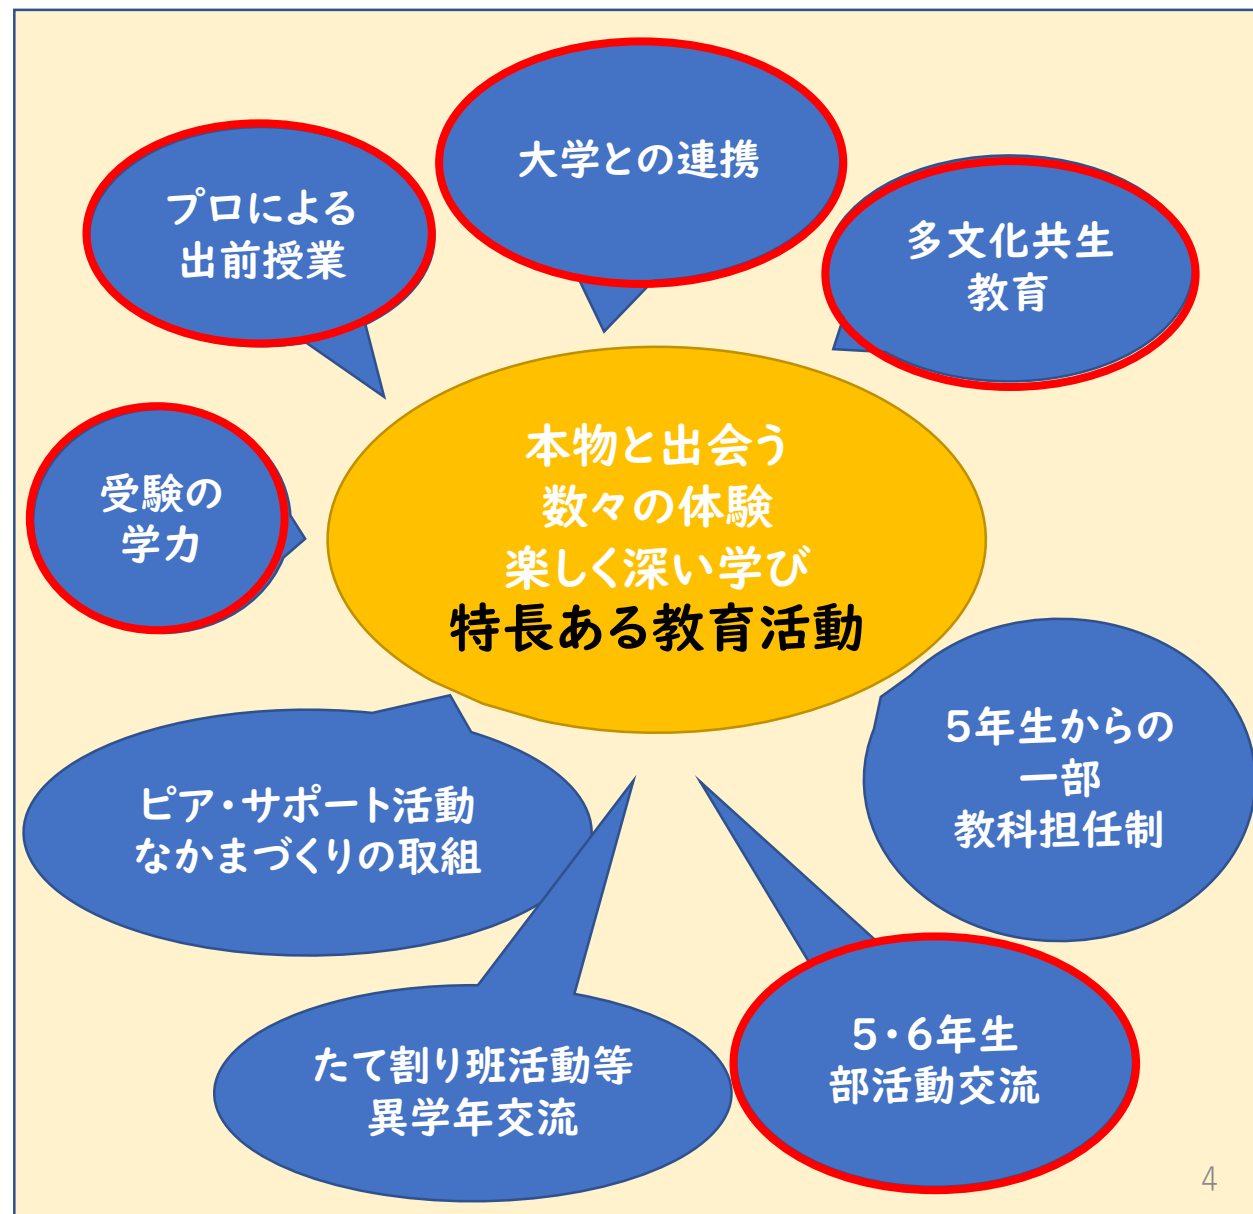 大学との連携
プロによる
出前授業
多文化共生
教育
受験の
学力
本物と出会う
数々の体験
楽しく深い学び
特長ある教育活動
5年生からの
一部
教科担任制
ピア・サポート活動
なかまづくりの取組
たて割り班活動等
異学年交流
5・6年生
部活動交流
4